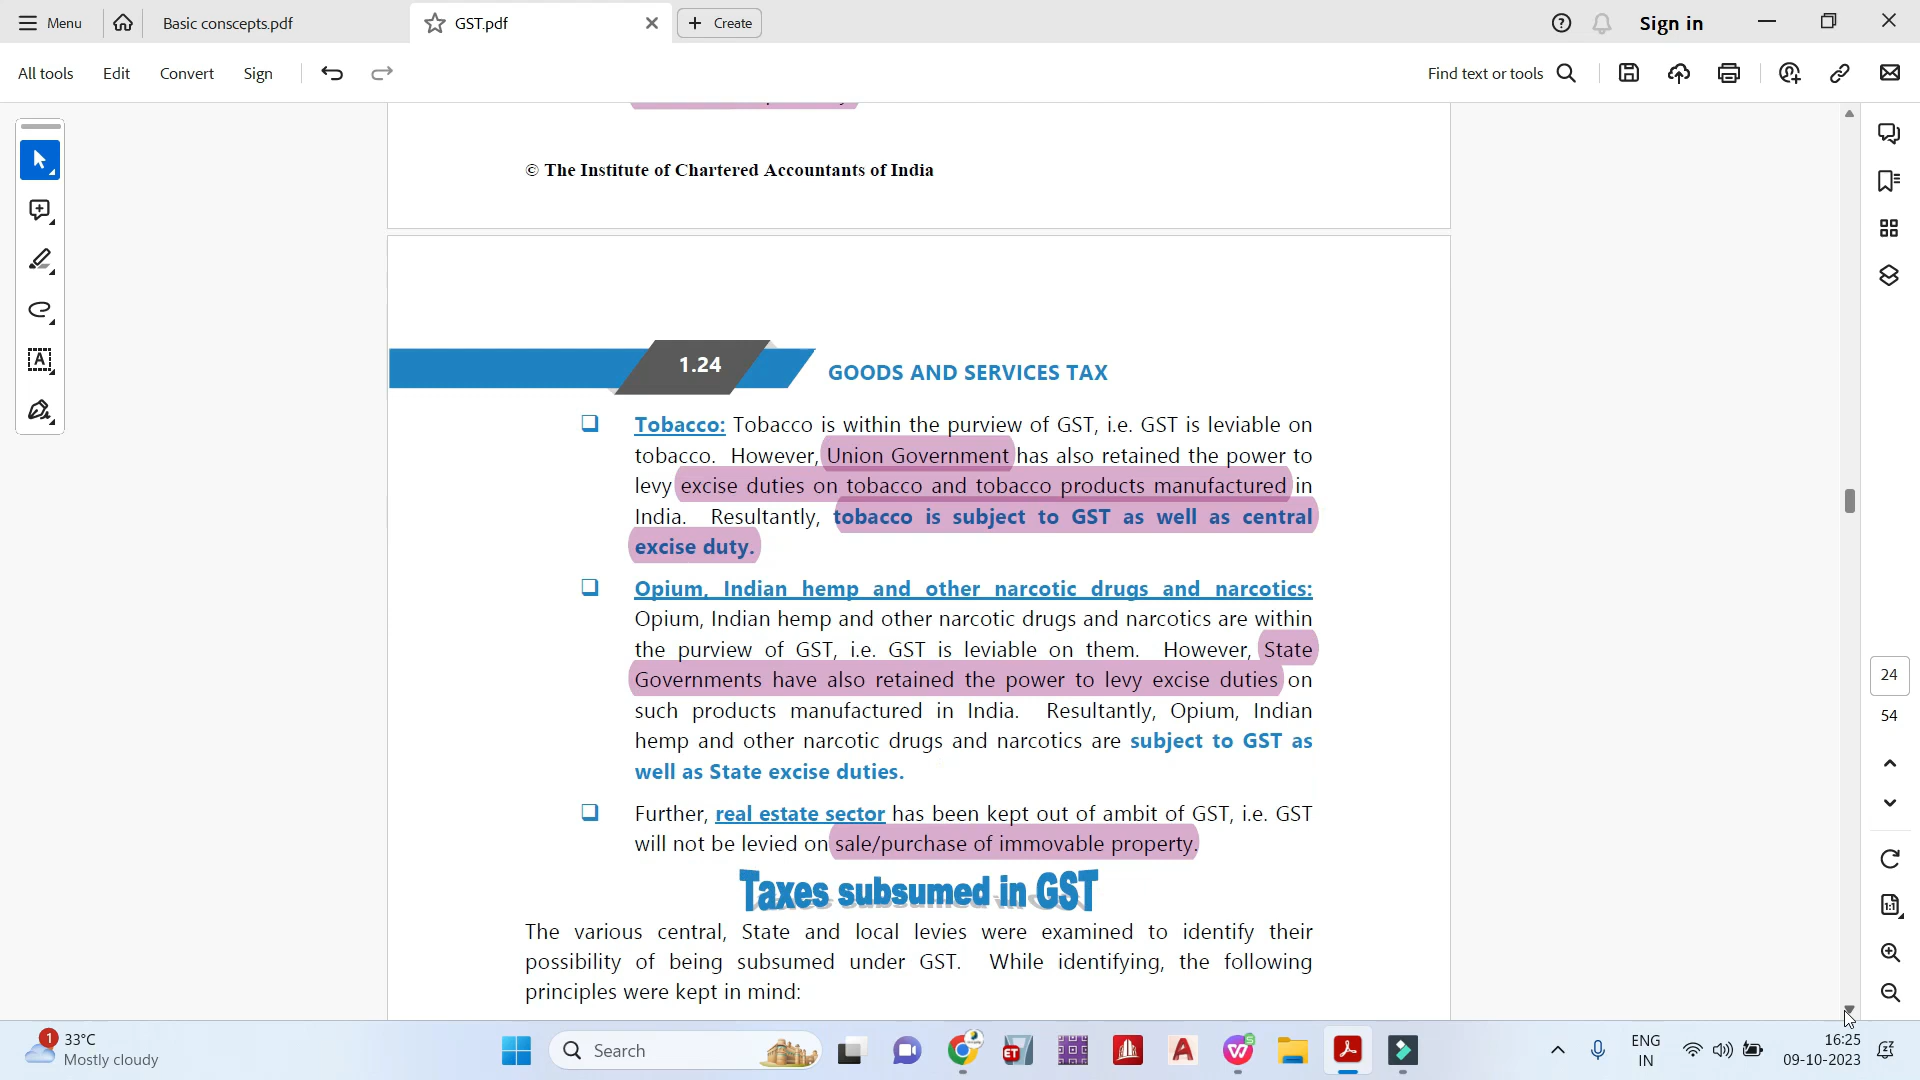 Menu
Basic conscepts.pdf
GST.pdf
Create
Sign in
All tools
Edit
Convert
Sign
Find text or tools
© The Institute of Chartered Accountants of India
1.24
GOODS AND SERVICES TAX
Tobacco: Tobacco is within the purview of GST, i.e. GST is leviable on
tobacco. However, Union Government has also retained the power to
levy excise duties on tobacco and tobacco products manufactured in
India. Resultantly, tobacco is subject to GST as well as central
excise duty.
Opium, Indian hemp and other narcotic drugs and narcotics:
Opium, Indian hemp and other narcotic drugs and narcotics are within
the purview of GST, i.e. GST is leviable on them. However, State
Governments have also retained the power to levy excise duties on
such products manufactured in India. Resultantly, Opium, Indian
hemp and other narcotic drugs and narcotics are subject to GST as
well as State excise duties.
Further, real estate sector has been kept out of ambit of GST, i.e. GST
will not be levied on sale/purchase of immovable property.
Taxes subsumed in GST
The various central, State and local levies were examined to identify their
possibility of being subsumed under GST. While identifying, the following
principles were kept in mind:
24
54
1:1
1
33°C
Mostly cloudy
Search
ET
ENG
IN
16:25
09-10-2023